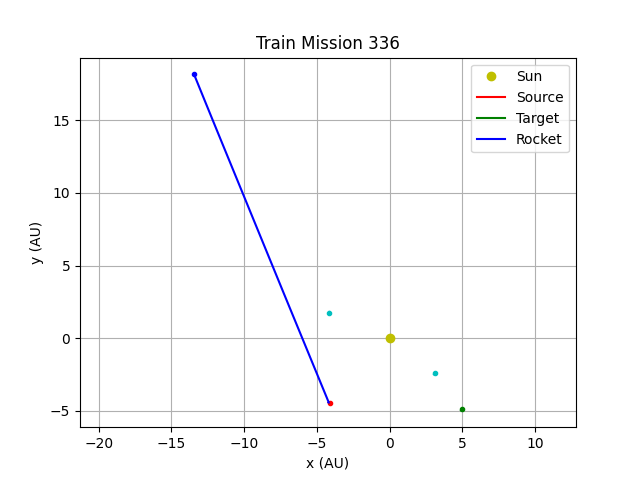 Train Mission 336
Sun
Source
Target
Rocket
15
10
5
0
−5
y (AU)
−20 −15 −10 −5 0 5 10
x (AU)